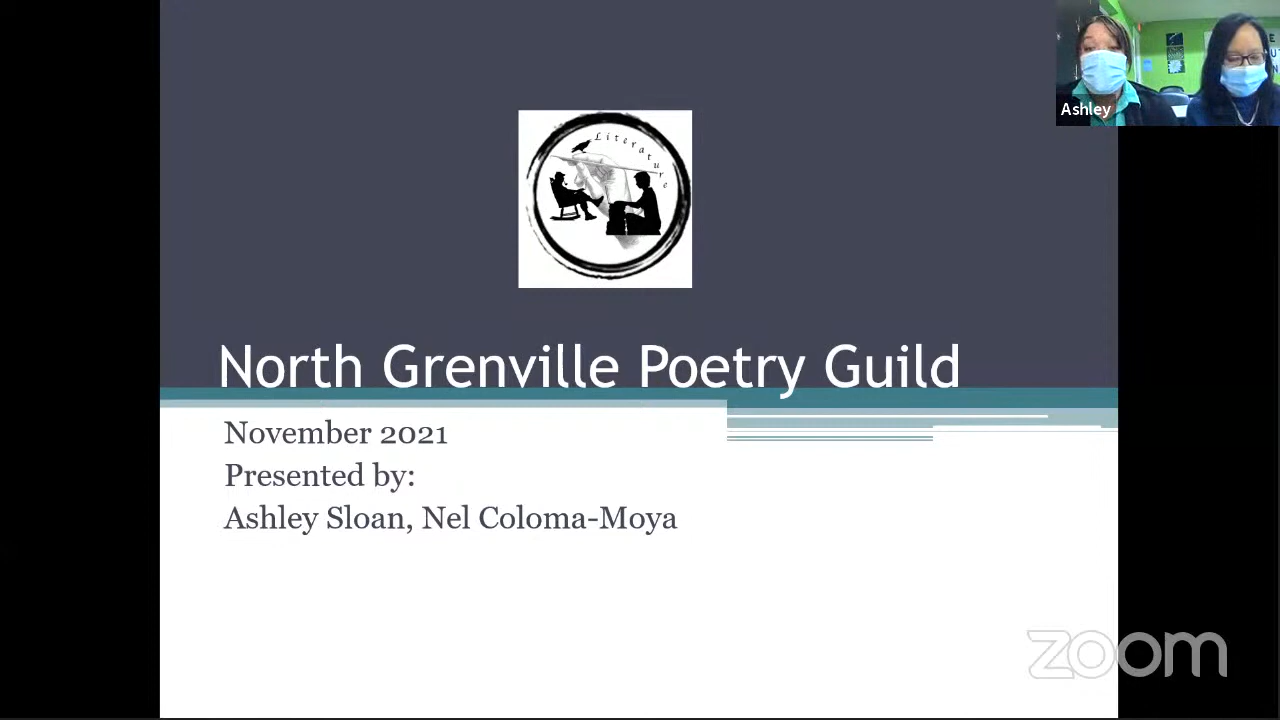 Ashley
Literature
North Grenville Poetry Guild
November 2021
Presented by:
Ashley Sloan, Nel Coloma-Moya
zoom